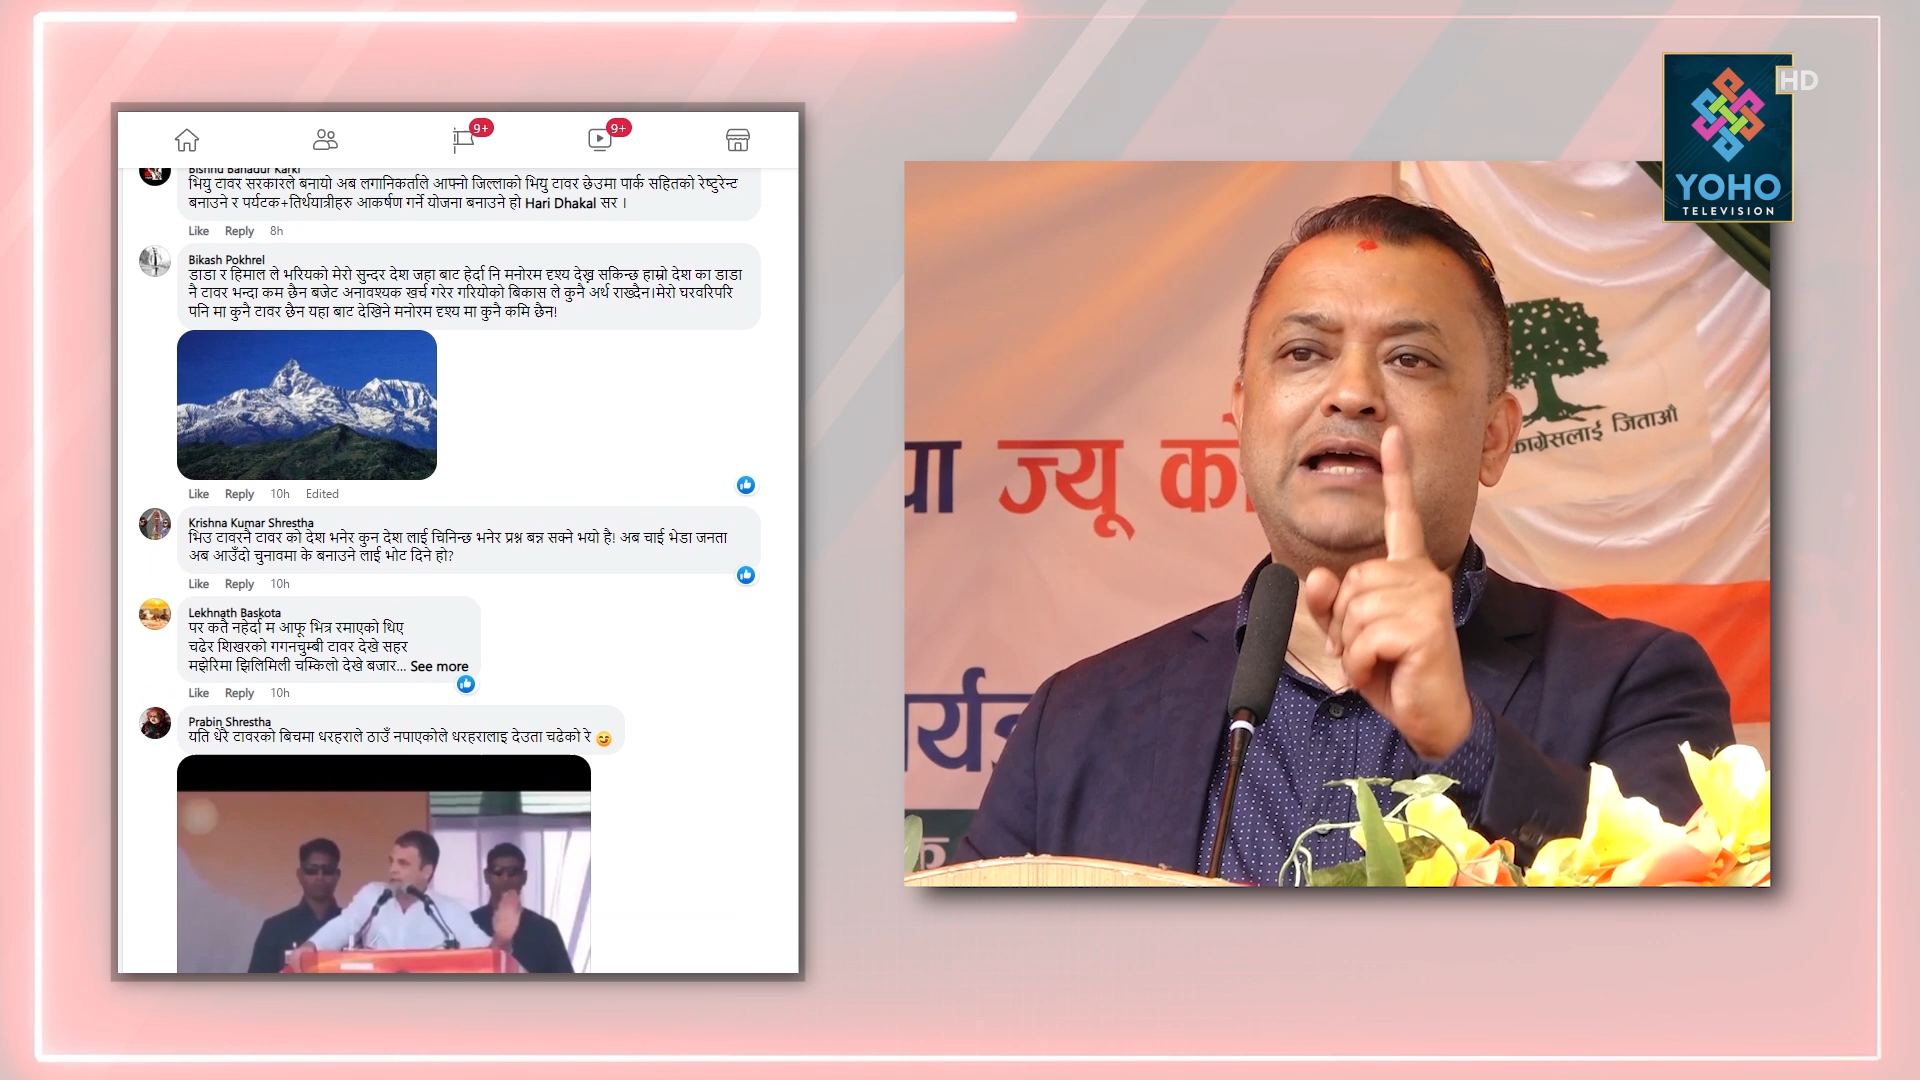 9+
9+
Bishnu Bahadur Karki
भियु टावर सरकारले बनायो अब लगानिकर्ताले आफ्नो जिल्लाको भियु टावर छेउमा पार्क सहितको रेष्टुरेन्ट
बनाउने र पर्यटक+तिर्थयात्रीहरु आकर्षण गर्ने योजना बनाउने हो Hari Dhakal सर ।
Like Reply 8h
Bikash Pokhrel
डाडा र हिमाल ले भरियको मेरो सुन्दर देश जहा बाट हेर्दा नि मनोरम दृश्य देख्न सकिन्छ हाम्रो देश का डाडा
नै टावर भन्दा कम छैन बजेट अनावश्यक खर्च गरेर गरियोको बिकास ले कुनै अर्थ राख्दैन।मेरो घरवरिपरि
पनि मा कुनै टावर छैन यहा बाट देखिने मनोरम दृश्य मा कुनै कमि छैन!
Like Reply 10h Edited
Krishna Kumar Shrestha
भिउ टावरनै टावर को देश भनेर कुन देश लाई चिनिन्छ भनेर प्रश्न बन्न सक्ने भयो है! अब चाई भेडा जनता
अब आउँदो चुनावमा के बनाउने लाई भोट दिने हो?
Like Reply 10h
Lekhnath Baskota
पर कतै नहेर्दा म आफू भित्र रमाएको थिए
चढेर शिखरको गगनचुम्बी टावर देखे सहर
मझेरिमा झिलिमिली चम्किलो देखे बजार... See more
Like Reply 10h
Prabin Shrestha
यति धेरै टावरको बिचमा धरहराले ठाउँ नपाएकोले धरहरालाइ देउता चढेको रे
HD
YOHO
TELEVISION
ज्यू को
काग्रेसलाई जिताऔं